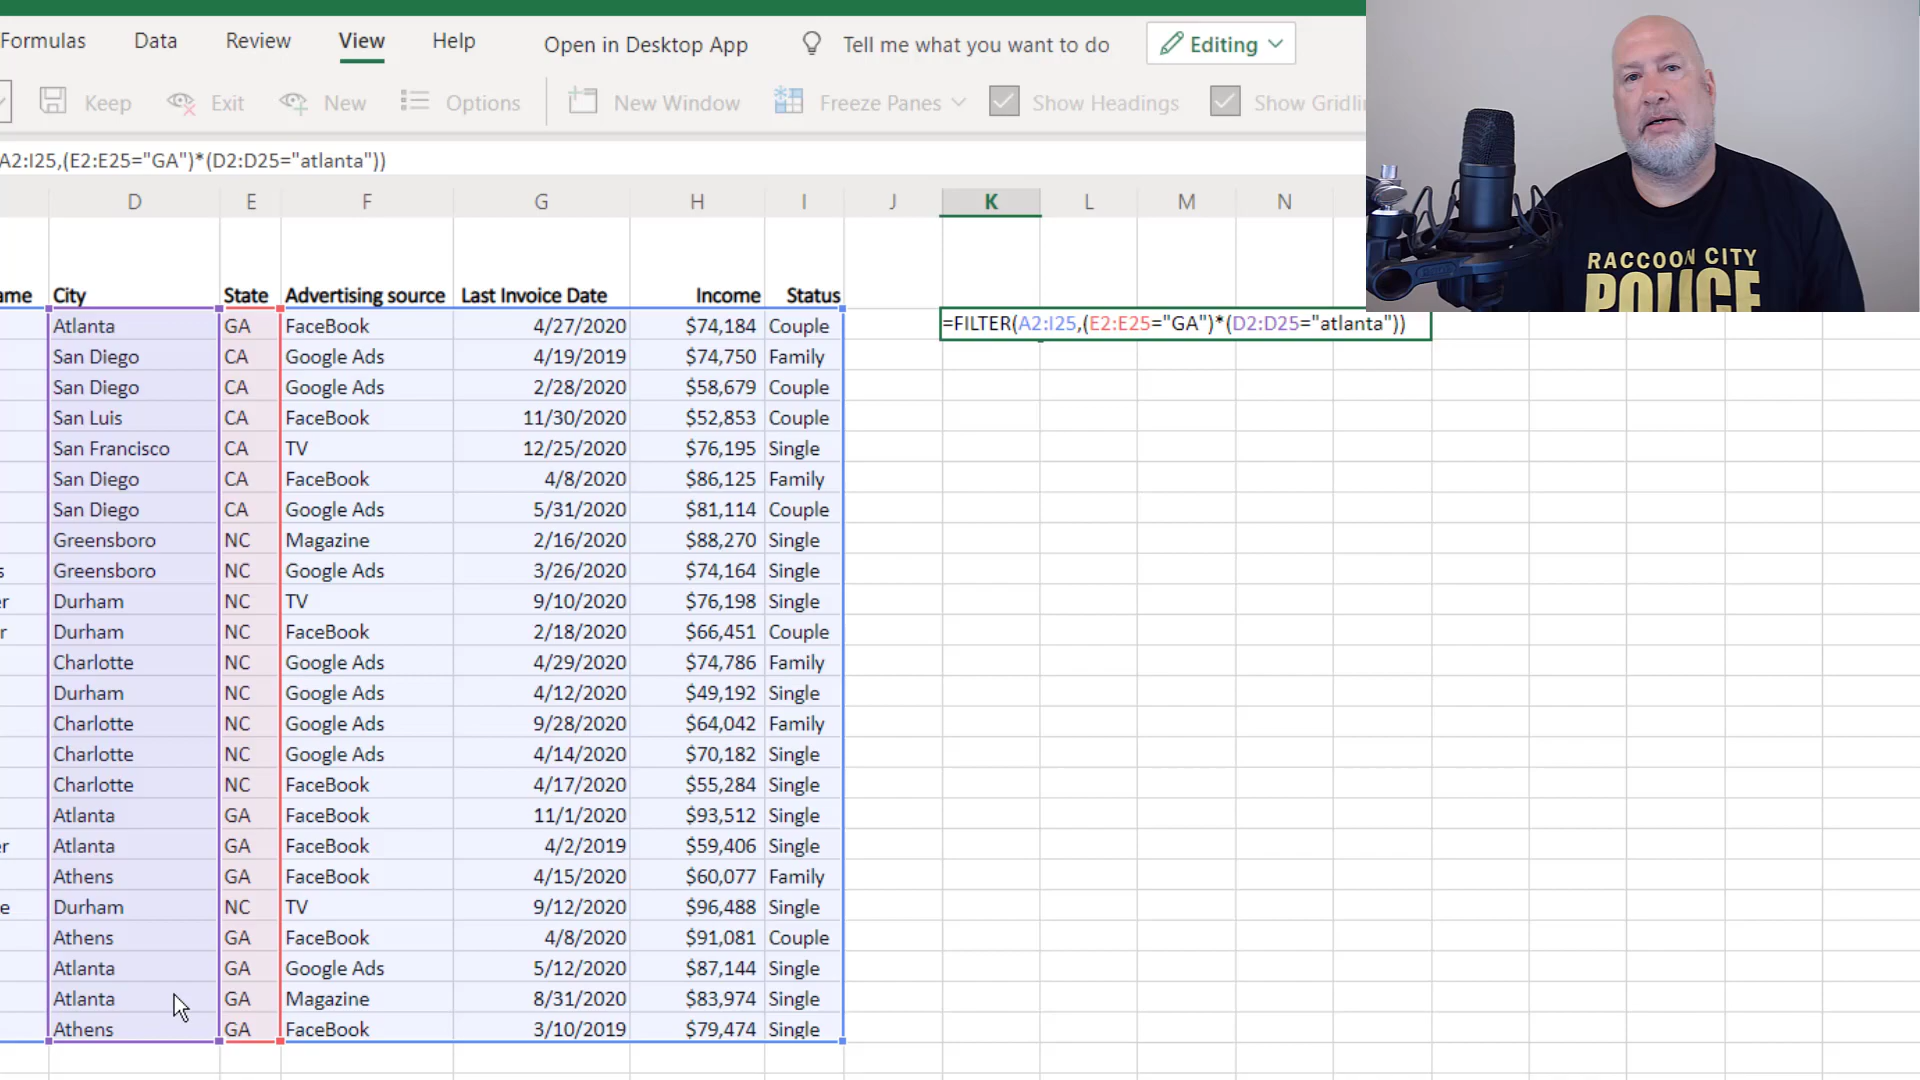 Formulas Data Review View Help Open in Desktop App Tell me what you want to do Editing
Keep Exit New Options New Window Freeze Panes Show Headings Show Gridli
A2:I25,(E2:E25="GA")*(D2:D25="atlanta"))
D E F G H I J K L M N
ame City State Advertising source Last Invoice Date Income Status
Atlanta GA FaceBook 4/27/2020 $74,184 Couple =FILTER(A2:I25,(E2:E25="GA")*(D2:D25="atlanta"))
San Diego CA Google Ads 4/19/2019 $74,750 Family
San Diego CA Google Ads 2/28/2020 $58,679 Couple
San Luis CA FaceBook 11/30/2020 $52,853 Couple
San Francisco CA TV 12/25/2020 $76,195 Single
San Diego CA FaceBook 4/8/2020 $86,125 Family
San Diego CA Google Ads 5/31/2020 $81,114 Couple
Greensboro NC Magazine 2/16/2020 $88,270 Single
s Greensboro NC Google Ads 3/26/2020 $74,164 Single
er Durham NC TV 9/10/2020 $76,198 Single
r Durham NC FaceBook 2/18/2020 $66,451 Couple
Charlotte NC Google Ads 4/29/2020 $74,786 Family
Durham NC Google Ads 4/12/2020 $49,192 Single
Charlotte NC Google Ads 9/28/2020 $64,042 Family
Charlotte NC Google Ads 4/14/2020 $70,182 Single
Charlotte NC FaceBook 4/17/2020 $55,284 Single
Atlanta GA FaceBook 11/1/2020 $93,512 Single
er Atlanta GA FaceBook 4/2/2019 $59,406 Single
Athens GA FaceBook 4/15/2020 $60,077 Family
e Durham NC TV 9/12/2020 $96,488 Single
Athens GA FaceBook 4/8/2020 $91,081 Couple
Atlanta GA Google Ads 5/12/2020 $87,144 Single
Atlanta GA Magazine 8/31/2020 $83,974 Single
Athens GA FaceBook 3/10/2019 $79,474 Single
RACCOON CITY
POLICE